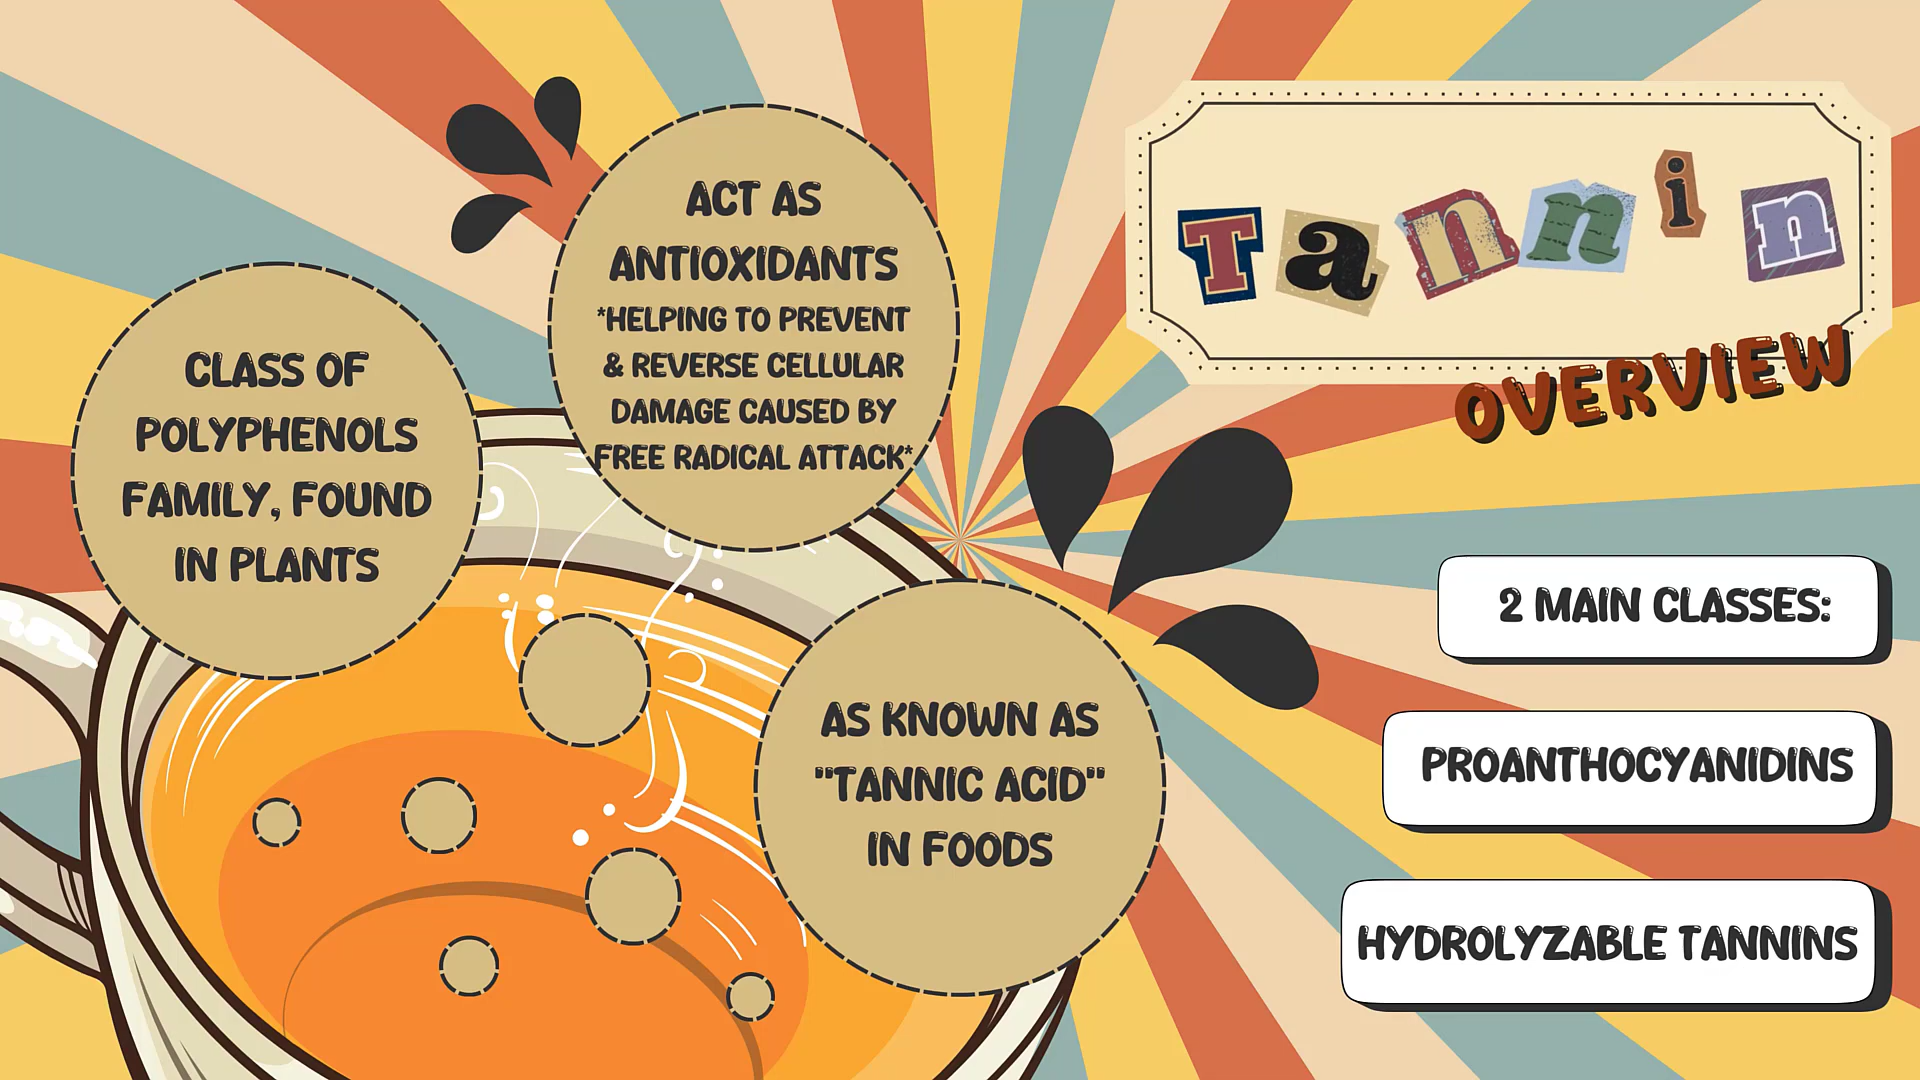 Tannin
OVERVIEW
CLASS OF
POLYPHENOLS
FAMILY, FOUND
IN PLANTS
ACT AS
ANTIOXIDANTS
*HELPING TO PREVENT
& REVERSE CELLULAR
DAMAGE CAUSED BY
FREE RADICAL ATTACK*
AS KNOWN AS
"TANNIC ACID"
IN FOODS
2 MAIN CLASSES:
PROANTHOCYANIDINS
HYDROLYZABLE TANNINS